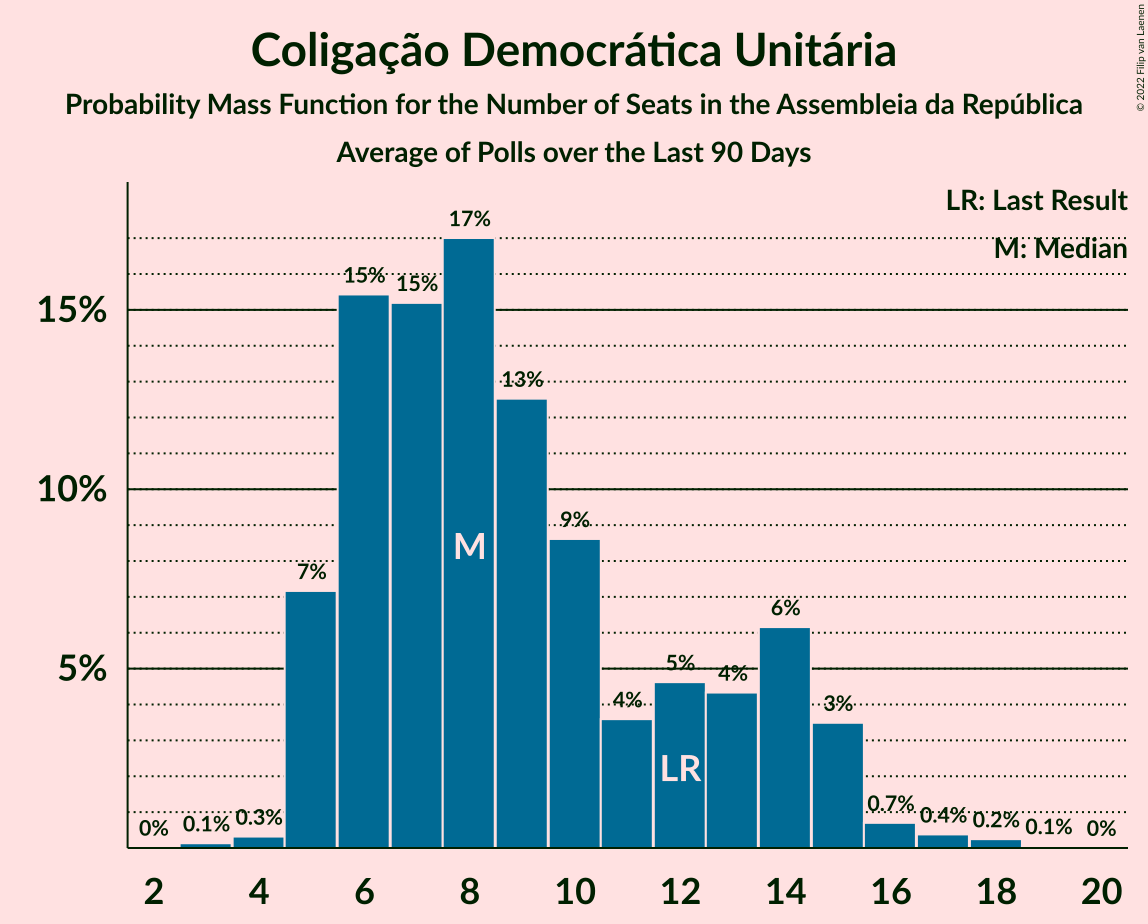 Coligação Democrática Unitária
Probability Mass Function for the Number of Seats in the Assembleia da República
Average of Polls over the Last 90 Days
© 2022 Filip van Laenen
LR: Last Result
M: Median
15%
10%
5%
0%
0.1%
0.3%
7%
15%
15%
17%
13%
9%
4%
5%
4%
6%
3%
0.7%
0.4%
0.2%
0.1%
0%
M
LR
2 4 6 8 10 12 14 16 18 20